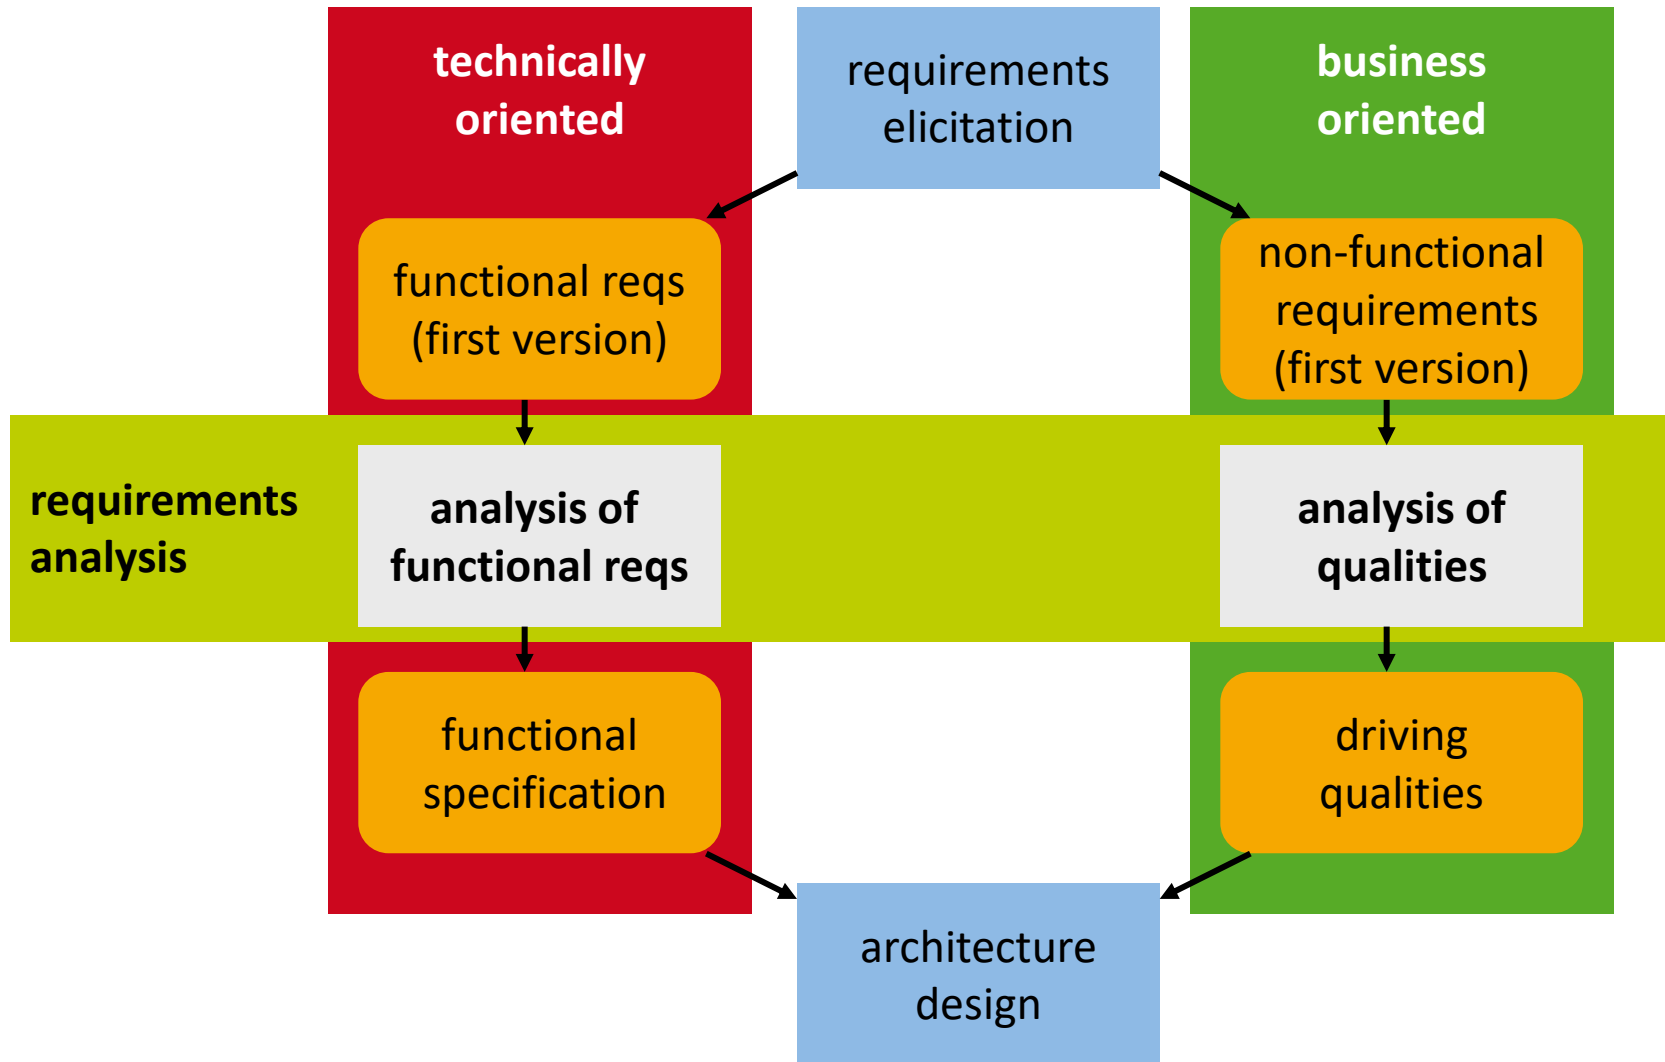 technically
oriented
requirements
elicitation
business
oriented
functional reqs
(first version)
non-functional
requirements
(first version)
requirements
analysis
analysis of
functional reqs
analysis of
qualities
functional
specification
driving
qualities
architecture
design